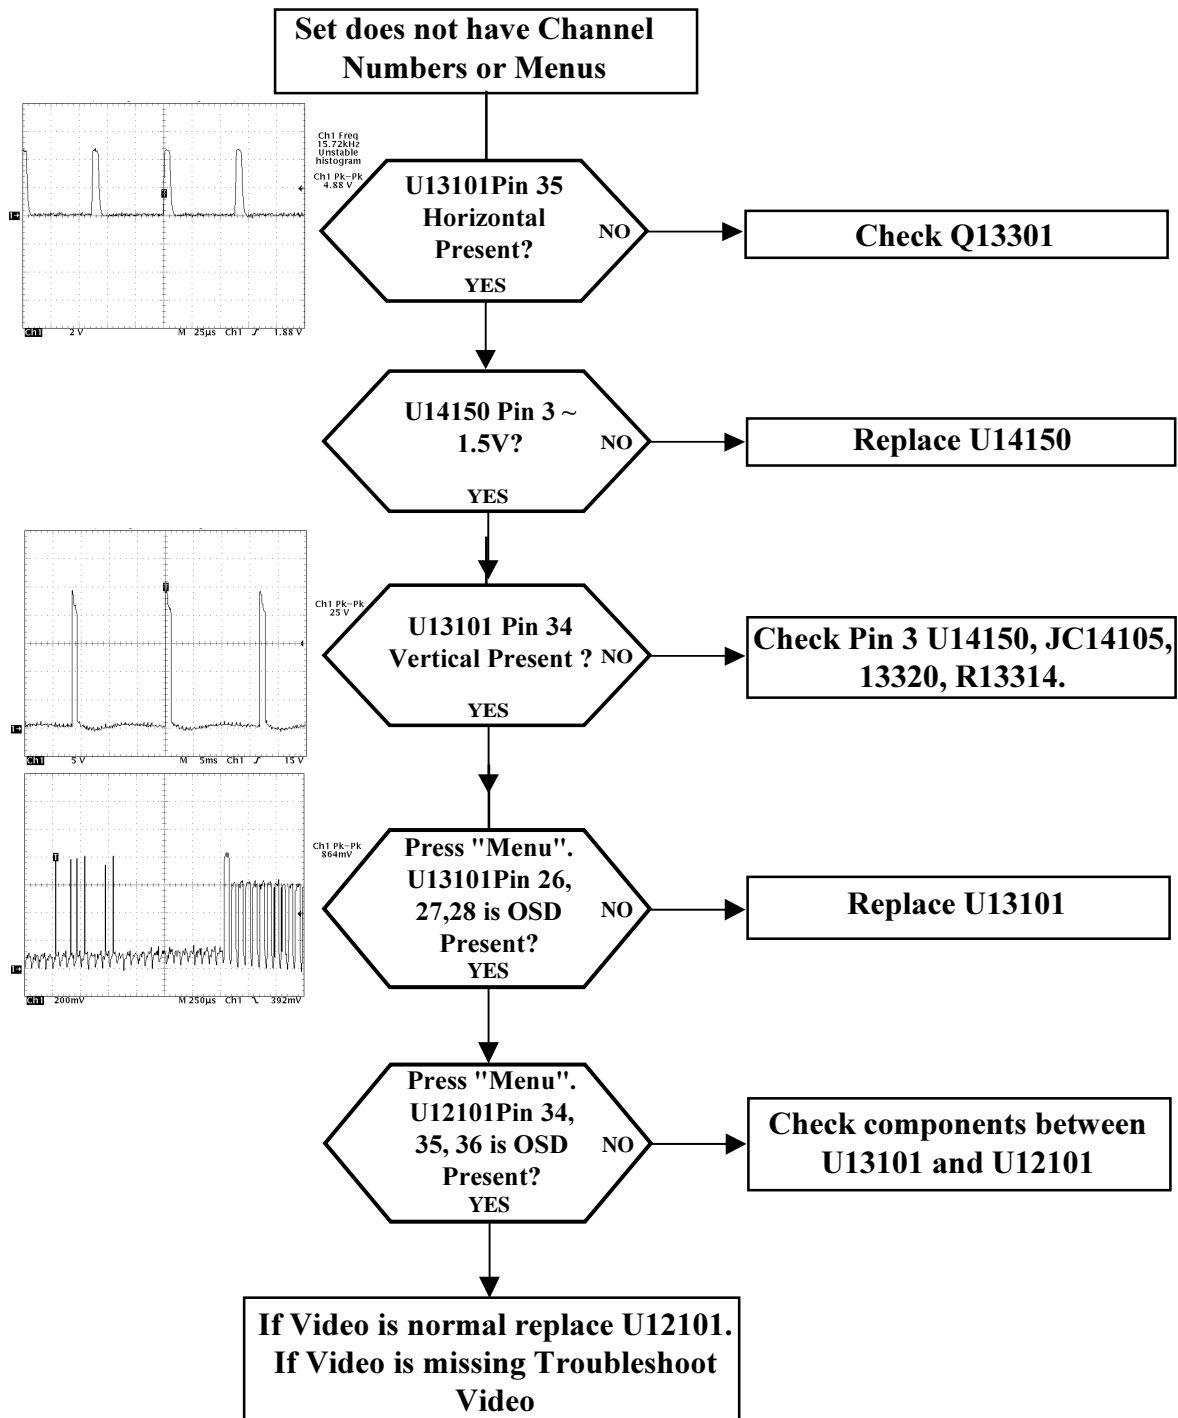 Set does not have Channel
Numbers or Menus
Ch1 Freq
15.72kHz
Unstable
histogram
Ch1 Pk-Pk
4.88 V
Ch1 2 V M 25µs Ch1 1.88 V
U13101Pin 35
Horizontal
Present?
NO
YES
Check Q13301
U14150 Pin 3 ~
1.5V?
NO
YES
Replace U14150
Ch1 Pk-Pk
25 V
T
Ch1 5 V M 5ms Ch1 15 V
U13101 Pin 34
Vertical Present ?
NO
YES
Check Pin 3 U14150, JC14105,
13320, R13314.
Ch1 Pk-Pk
864mV
T
Ch1 200mV M 250µs Ch1 392mV
Press "Menu".
U13101Pin 26,
27,28 is OSD
Present?
NO
YES
Replace U13101
Press "Menu".
U12101Pin 34,
35, 36 is OSD
Present?
NO
YES
Check components between
U13101 and U12101
If Video is normal replace U12101.
If Video is missing Troubleshoot
Video